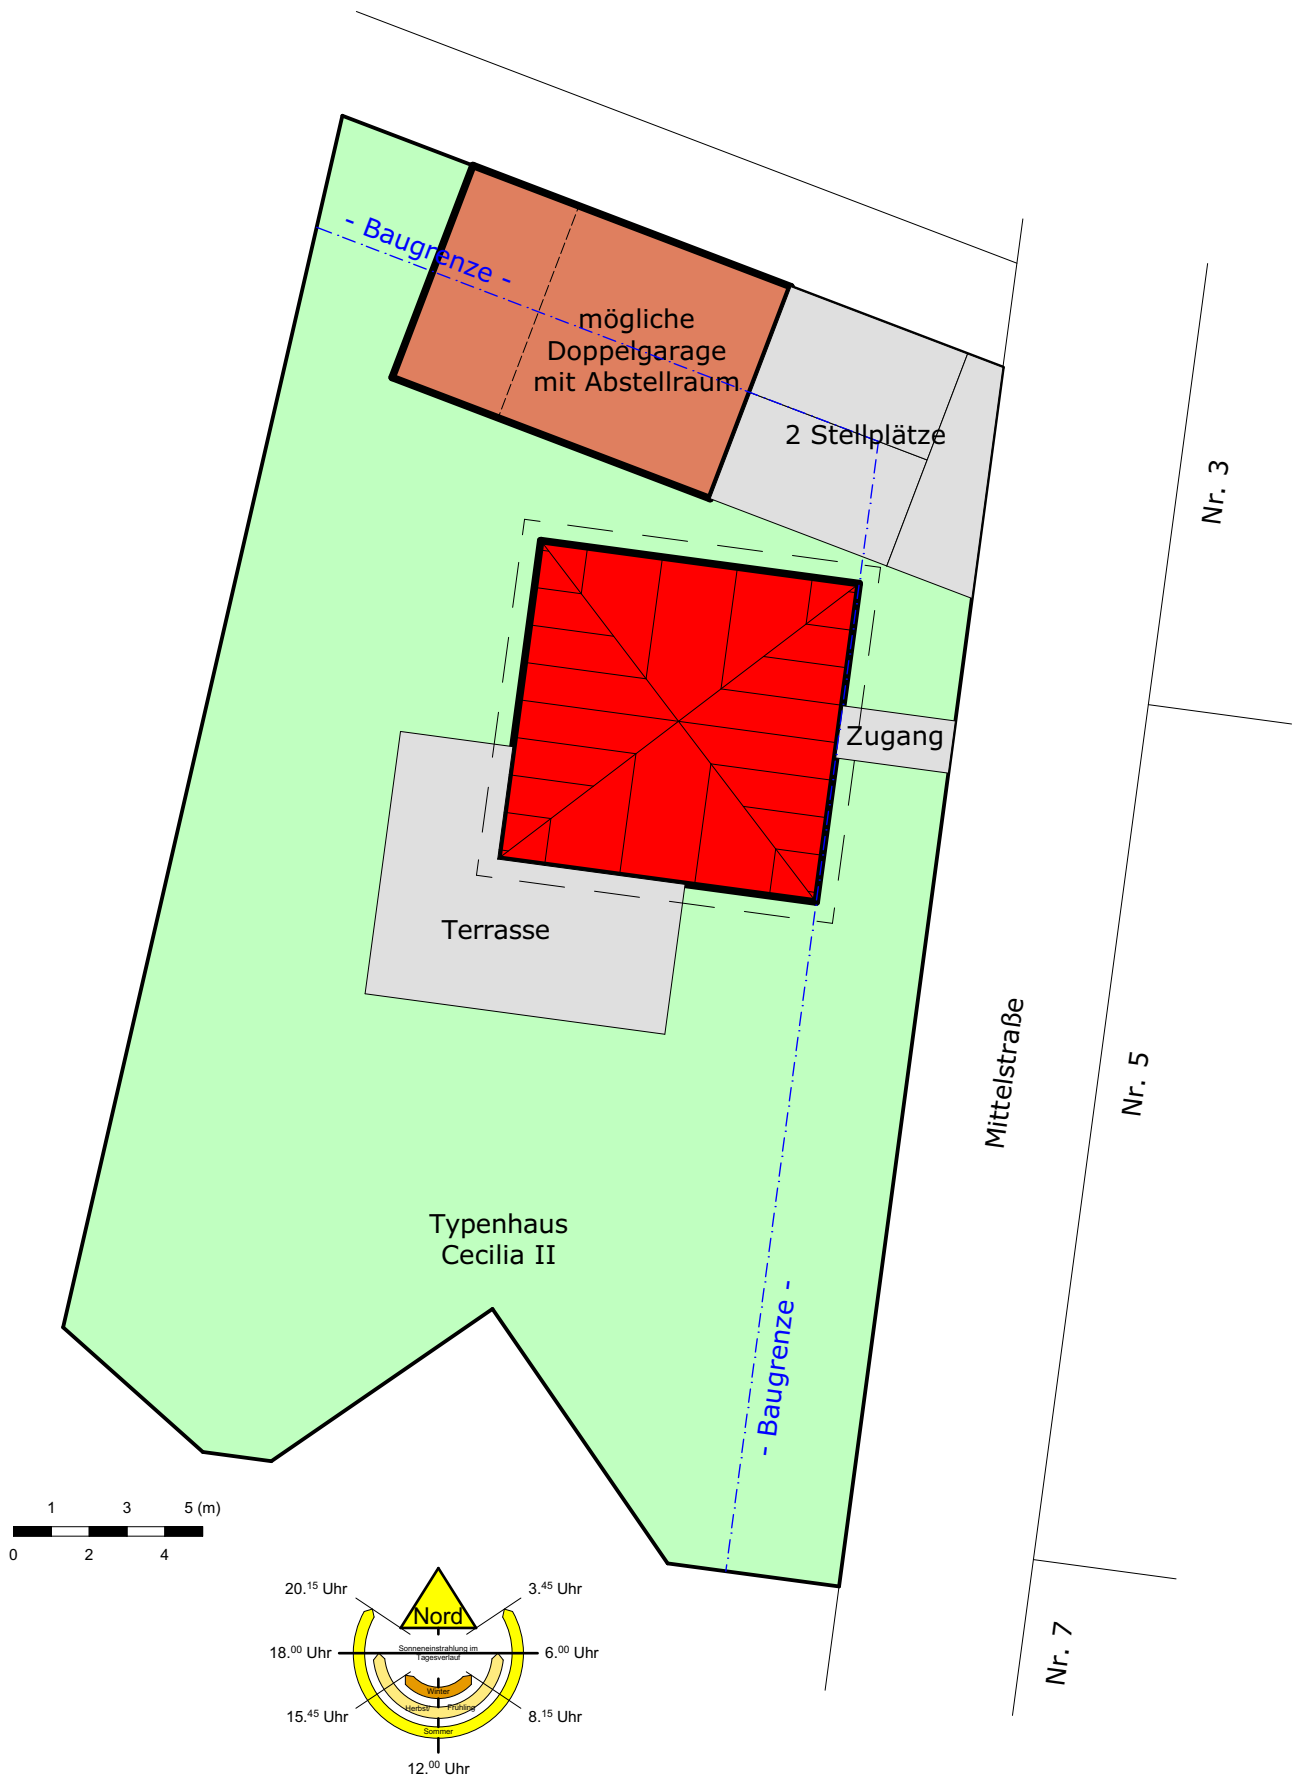 - Baugrenze -
mögliche
Doppelgarage
mit Abstellraum
2 Stellplätze
Nr. 3
Zugang
Terrasse
Mittelstraße
Nr. 5
Typenhaus
Cecilia II
- Baugrenze -
1 3 5 (m)
0 2 4
20.15 Uhr 3.45 Uhr
Nord
18.00 Uhr 6.00 Uhr
Sonneneinstrahlung im
Tagesverlauf
Winter
Herbst/ Frühling
15.45 Uhr 8.15 Uhr
Sommer
12.00 Uhr
Nr. 7